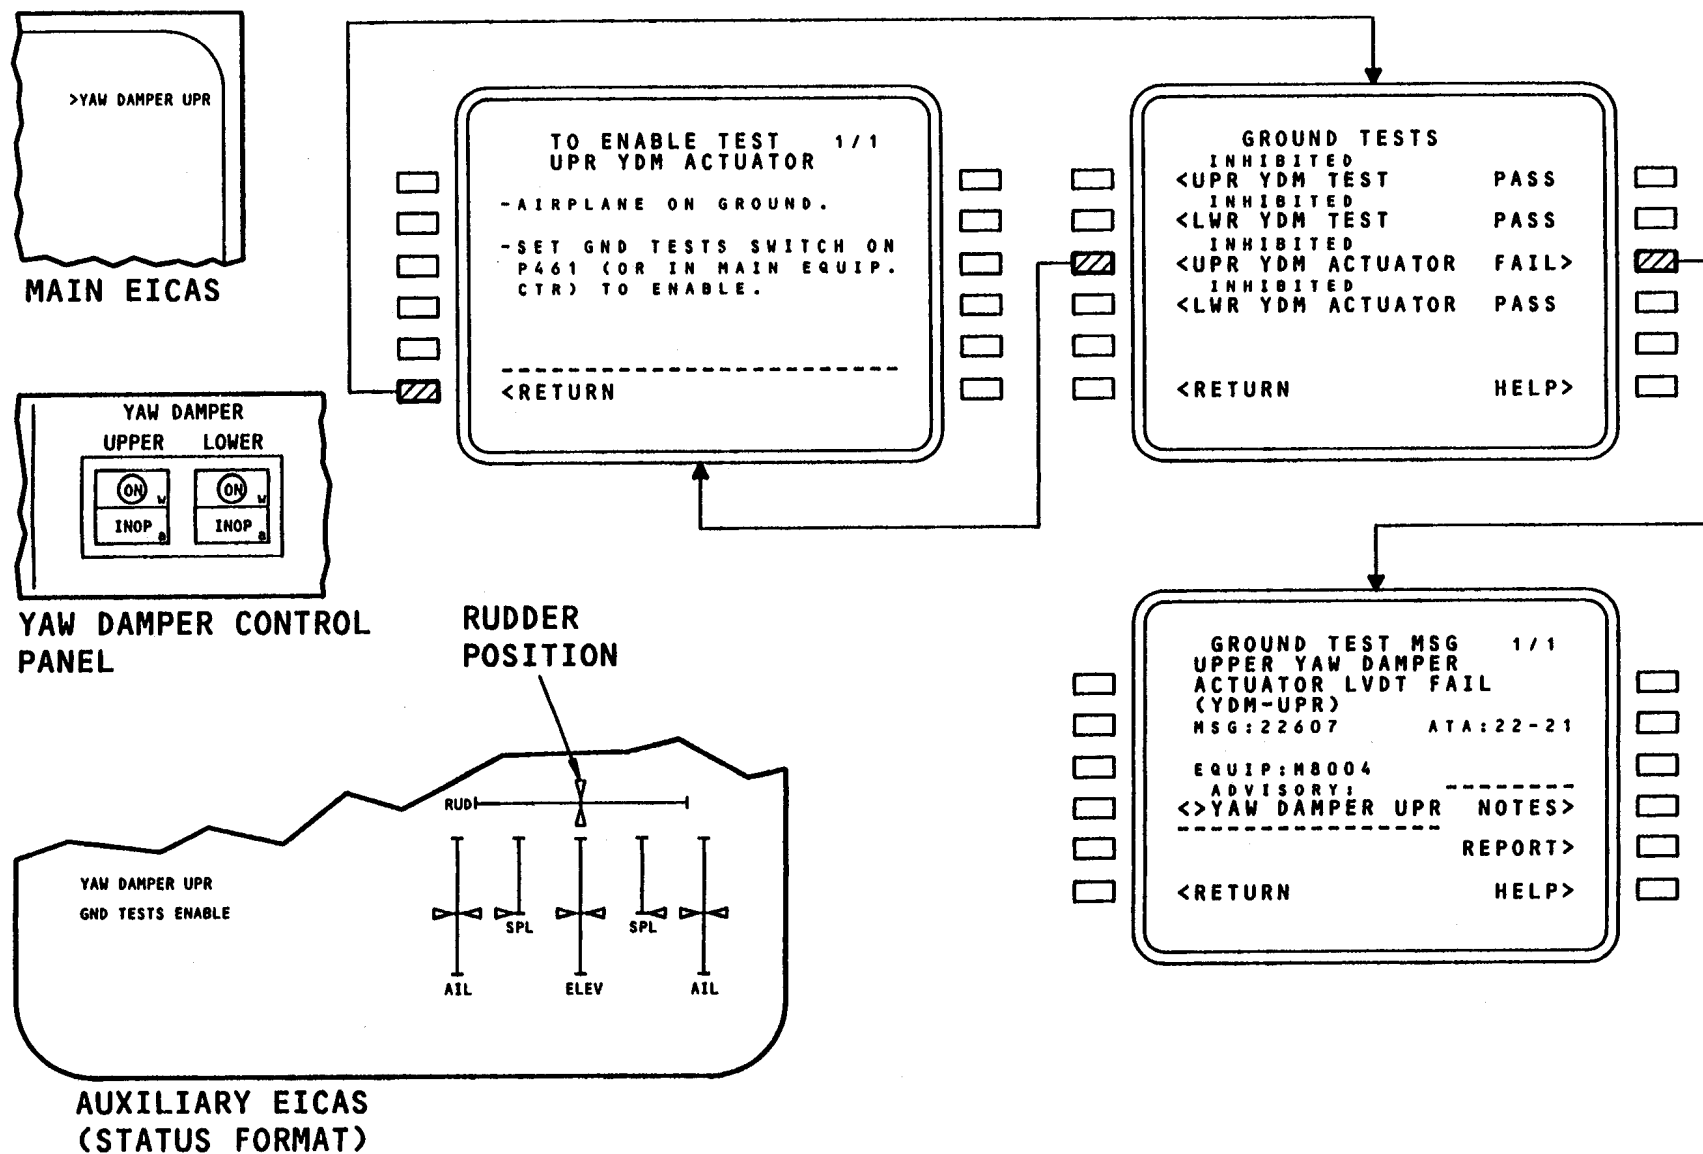 >YAW DAMPER UPR
MAIN EICAS
YAW DAMPER
UPPER LOWER
ON w ON w
INOP a INOP a
YAW DAMPER CONTROL
PANEL
TO ENABLE TEST 1/1
UPR YDM ACTUATOR
-AIRPLANE ON GROUND.
-SET GND TESTS SWITCH ON
P461 (OR IN MAIN EQUIP.
CTR) TO ENABLE.
<RETURN
GROUND TESTS
INHIBITED
<UPR YDM TEST PASS
INHIBITED
<LWR YDM TEST PASS
INHIBITED
<UPR YDM ACTUATOR FAIL>
INHIBITED
<LWR YDM ACTUATOR PASS
<RETURN HELP>
GROUND TEST MSG 1/1
UPPER YAW DAMPER
ACTUATOR LVDT FAIL
(YDM-UPR)
MSG:22607 ATA:22-21
EQUIP:M8004
ADVISORY:
<>YAW DAMPER UPR NOTES>
REPORT>
<RETURN HELP>
RUDDER
POSITION
RUD
YAW DAMPER UPR
GND TESTS ENABLE
SPL SPL
AIL ELEV AIL
AUXILIARY EICAS
(STATUS FORMAT)